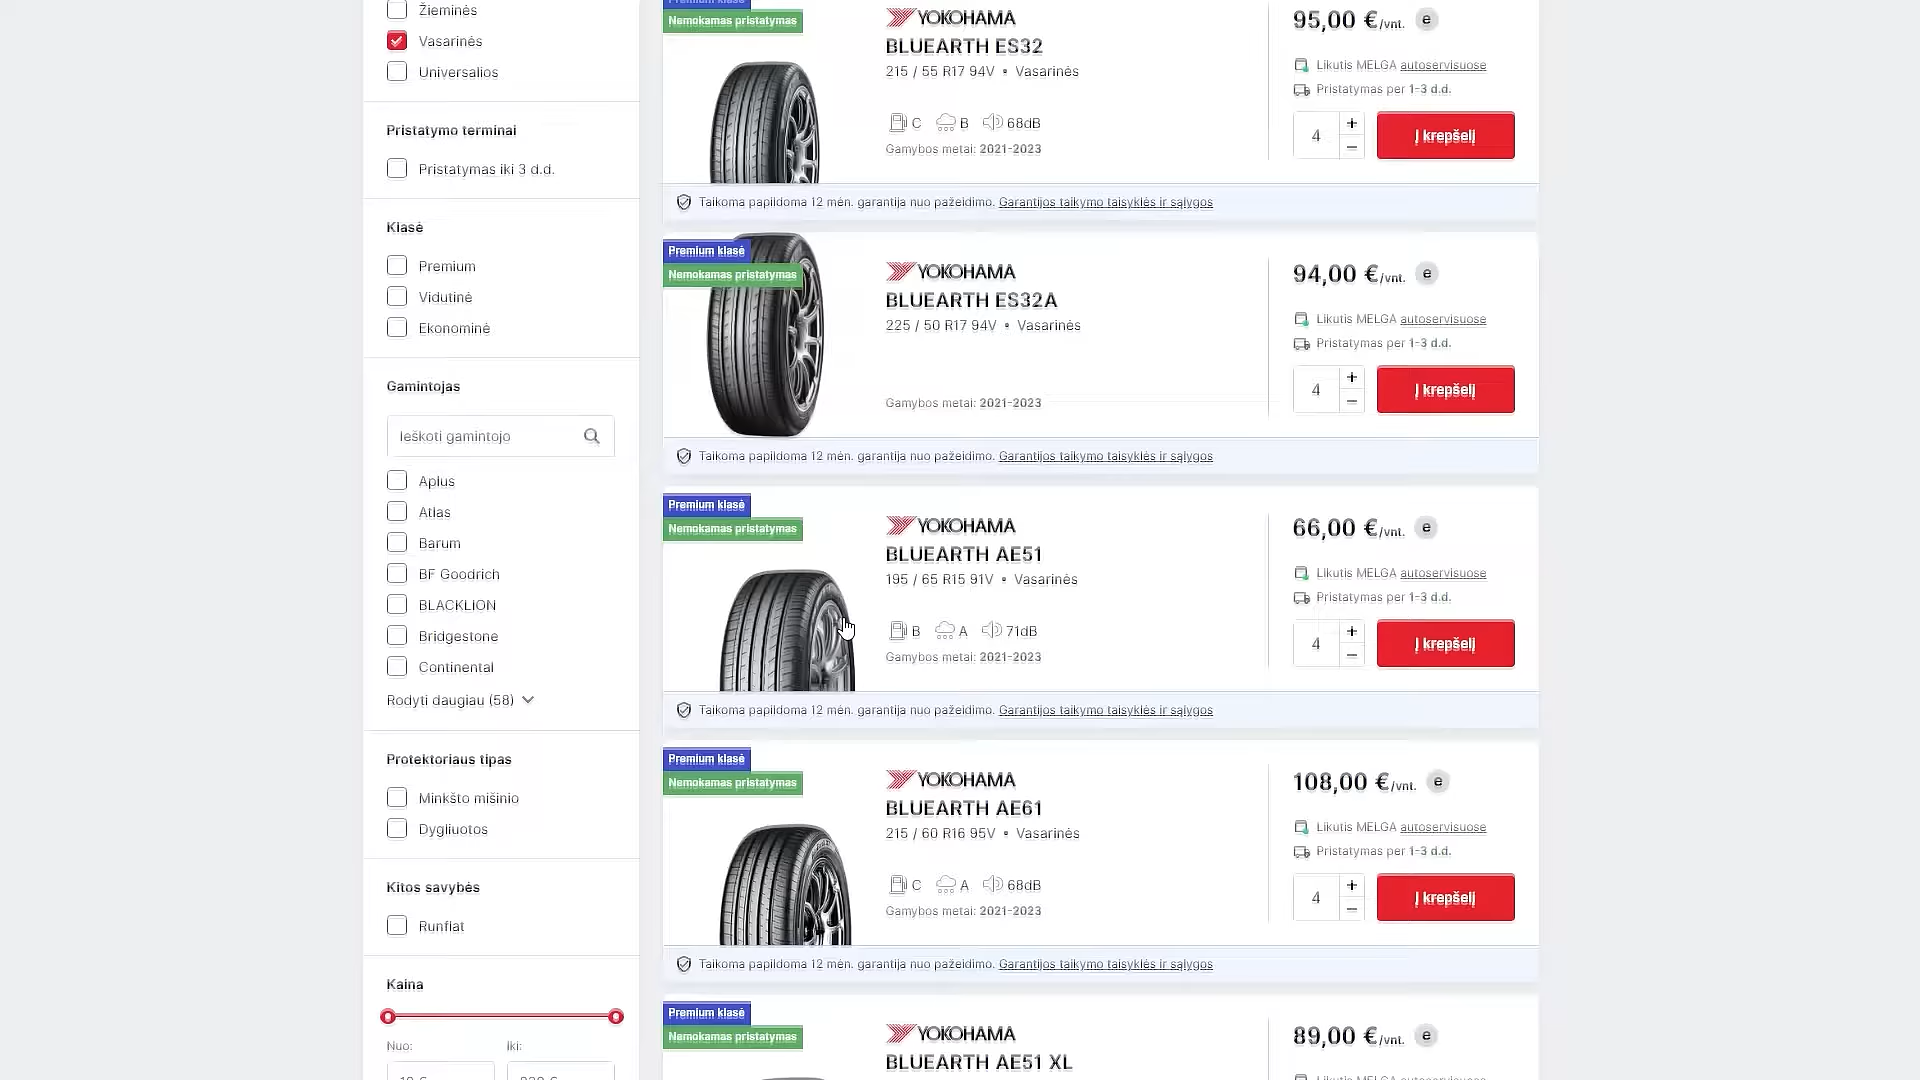 Žieminės
Vasarinės
Universalios
Pristatymo terminai
Pristatymas iki 3 d.d.
Klasė
Premium
Vidutinė
Ekonominė
Gamintojas
Ieškoti gamintojo
Aplus
Atlas
Barum
BF Goodrich
BLACKLION
Bridgestone
Continental
Rodyti daugiau (58)
Protektoriaus tipas
Minkšto mišinio
Dygliuotos
Kitos savybės
Runflat
Kaina
Nuo:
Iki:
Premium klasė
Nemokamas pristatymas
YOKOHAMA
BLUEARTH ES32
215 / 55 R17 94V • Vasarinės
C B 68dB
Gamybos metai: 2021-2023
95,00 €/vnt. e
Likutis MELGA autoservisuose
Pristatymas per 1-3 d.d.
4 + −
Į krepšelį
Taikoma papildoma 12 mėn. garantija nuo pažeidimo. Garantijos taikymo taisyklės ir sąlygos
Premium klasė
Nemokamas pristatymas
YOKOHAMA
BLUEARTH ES32A
225 / 50 R17 94V • Vasarinės
Gamybos metai: 2021-2023
94,00 €/vnt. e
Likutis MELGA autoservisuose
Pristatymas per 1-3 d.d.
4 + −
Į krepšelį
Taikoma papildoma 12 mėn. garantija nuo pažeidimo. Garantijos taikymo taisyklės ir sąlygos
Premium klasė
Nemokamas pristatymas
YOKOHAMA
BLUEARTH AE51
195 / 65 R15 91V • Vasarinės
B A 71dB
Gamybos metai: 2021-2023
66,00 €/vnt. e
Likutis MELGA autoservisuose
Pristatymas per 1-3 d.d.
4 + −
Į krepšelį
Taikoma papildoma 12 mėn. garantija nuo pažeidimo. Garantijos taikymo taisyklės ir sąlygos
Premium klasė
Nemokamas pristatymas
YOKOHAMA
BLUEARTH AE61
215 / 60 R16 95V • Vasarinės
C A 68dB
Gamybos metai: 2021-2023
108,00 €/vnt. e
Likutis MELGA autoservisuose
Pristatymas per 1-3 d.d.
4 + −
Į krepšelį
Taikoma papildoma 12 mėn. garantija nuo pažeidimo. Garantijos taikymo taisyklės ir sąlygos
Premium klasė
Nemokamas pristatymas
YOKOHAMA
BLUEARTH AE51 XL
89,00 €/vnt. e
Likutis MELGA autoservisuose